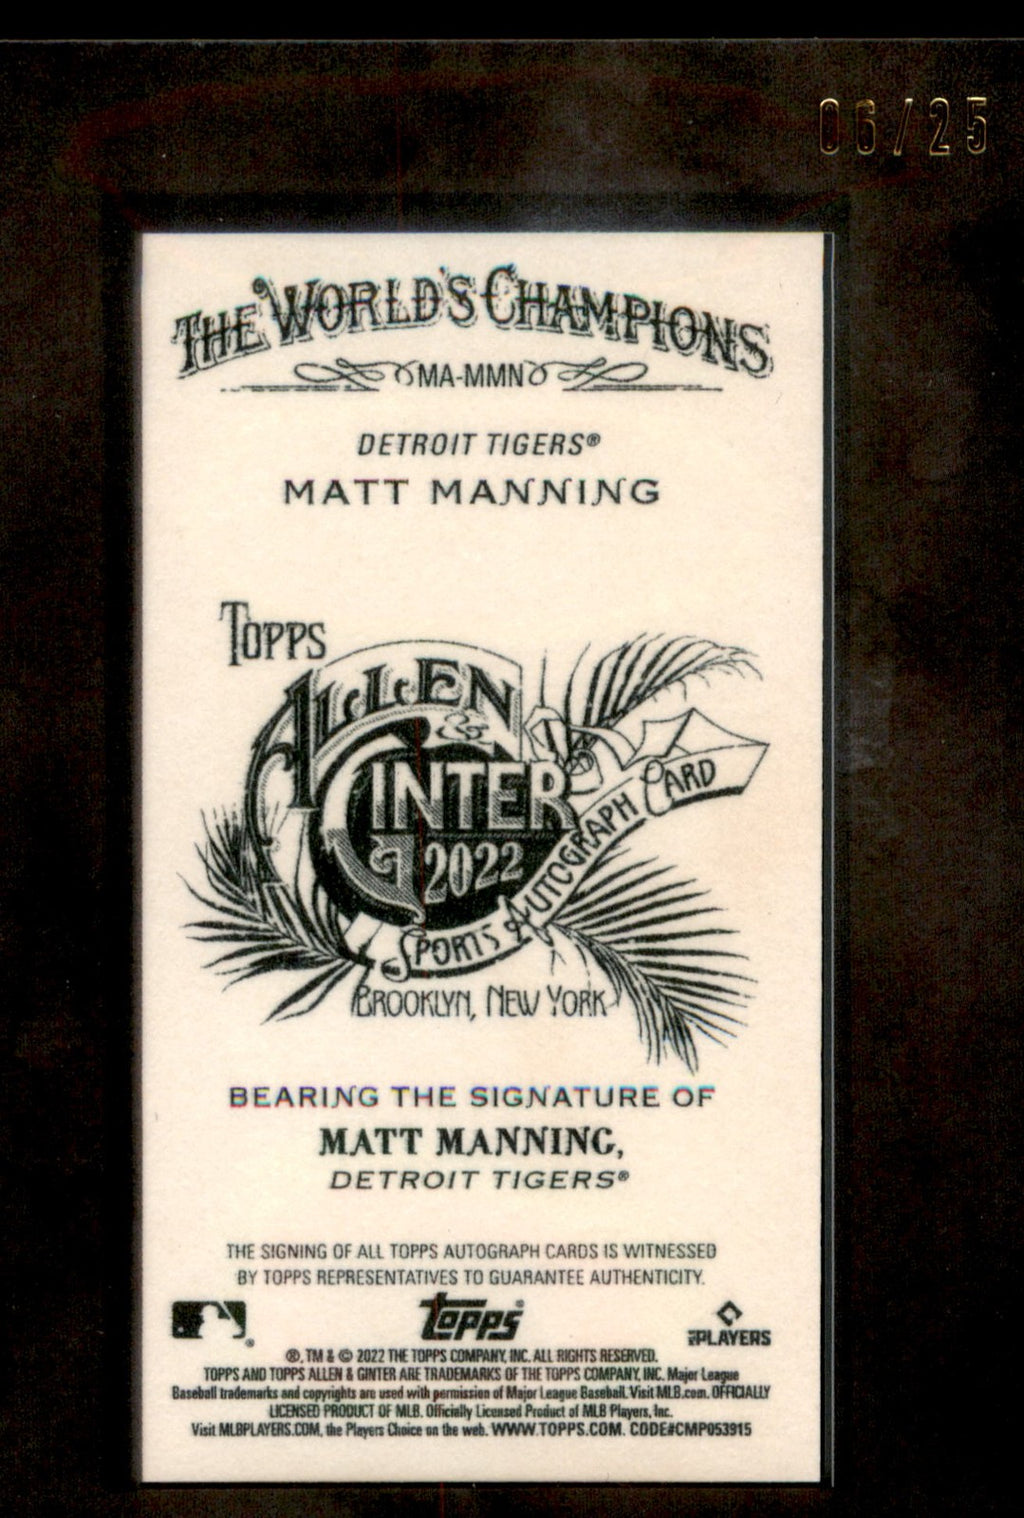 06/25
THE WORLD'S CHAMPIONS
MA-MMN
DETROIT TIGERS®
MATT MANNING
TOPPS
ALLEN
&
GINTER
2022
SPORTS AUTOGRAPH CARD
BROOKLYN, NEW YORK
BEARING THE SIGNATURE OF
MATT MANNING,
DETROIT TIGERS®
THE SIGNING OF ALL TOPPS AUTOGRAPH CARDS IS WITNESSED
BY TOPPS REPRESENTATIVES TO GUARANTEE AUTHENTICITY.
topps®
PLAYERS
®, TM & © 2022 THE TOPPS COMPANY, INC. ALL RIGHTS RESERVED.
TOPPS AND TOPPS ALLEN & GINTER ARE TRADEMARKS OF THE TOPPS COMPANY, INC. Major League
Baseball trademarks and copyrights are used with permission of Major League Baseball. Visit MLB.com. OFFICIALLY
LICENSED PRODUCT OF MLB. Officially Licensed Product of MLB Players, Inc.
Visit MLBPLAYERS.COM, the Players Choice on the web. WWW.TOPPS.COM. CODE#CMP053915